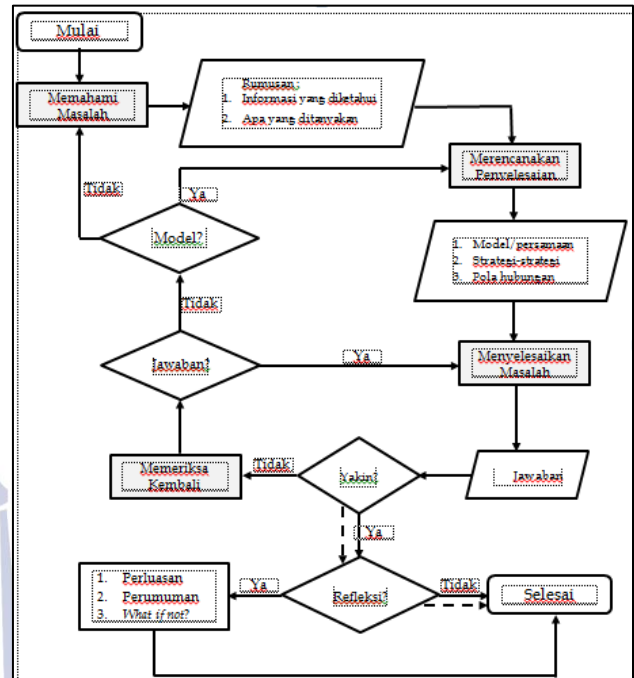 Mulai
Memahami
Masalah
Rumusan :
1. Informasi yang diketahui
2. Apa yang ditanyakan
Merencanakan
Penyelesaian
Tidak
Ya
Model?
1. Model/persamaan
2. Strategi-strategi
3. Pola hubungan
Tidak
Jawaban?
Ya
Menyelesaikan
Masalah
Memeriksa
Kembali
Tidak
Yakin?
Jawaban
Ya
1. Perluasan
2. Perumuman
3. What if not?
Ya
Refleksi?
Tidak
Selesai